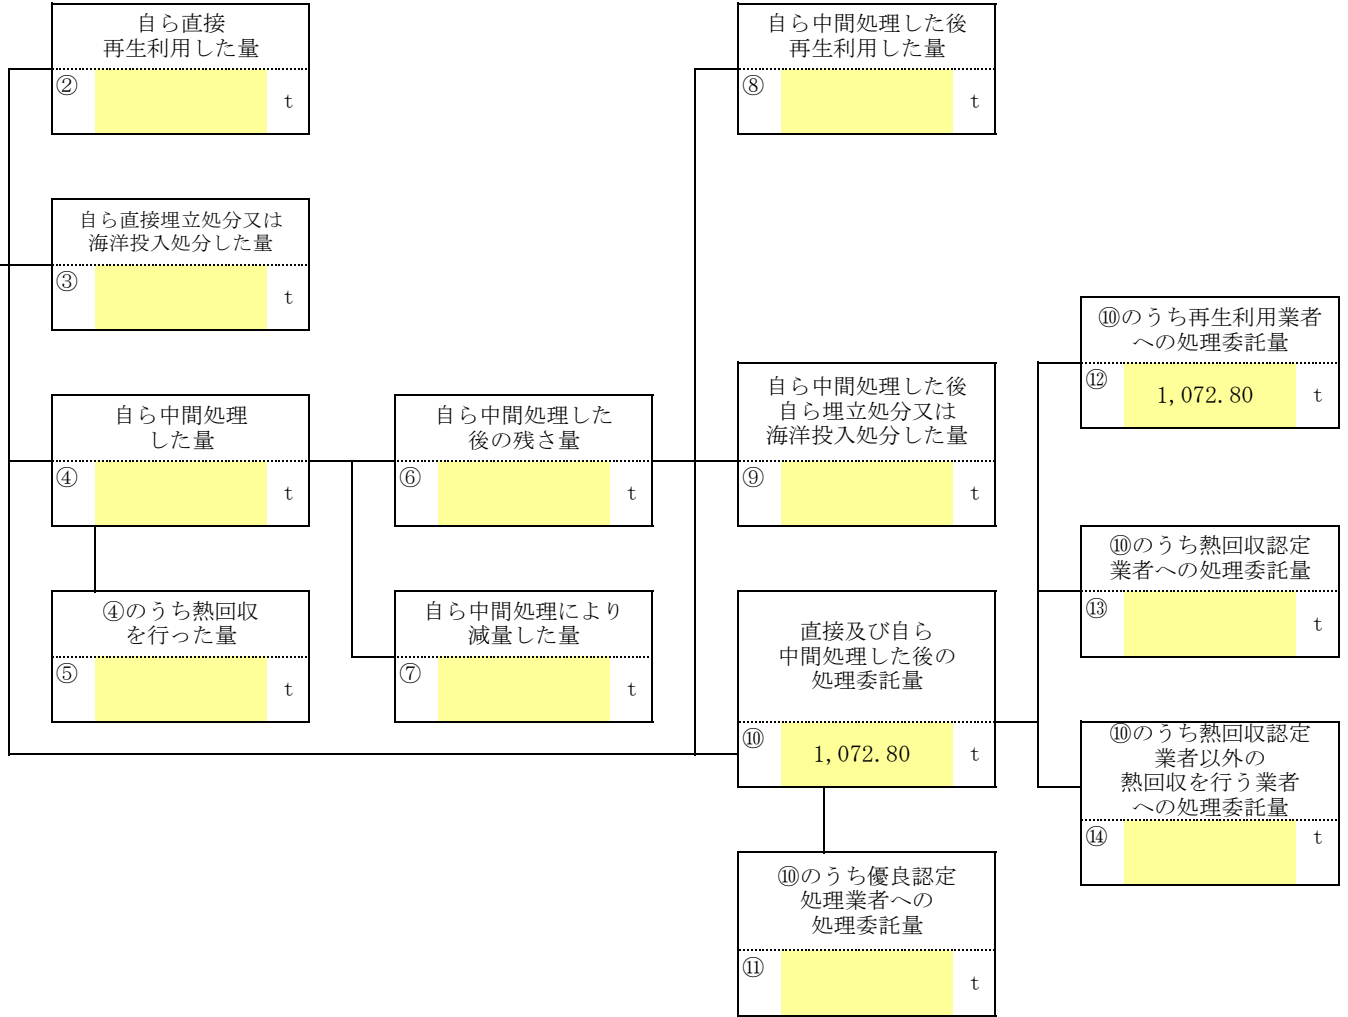 自ら直接
再生利用した量
②
t
自ら中間処理した後
再生利用した量
⑧
t
自ら直接埋立処分又は
海洋投入処分した量
③
t
⑩のうち再生利用業者
への処理委託量
⑫
1,072.80
t
自ら中間処理
した量
④
t
自ら中間処理した
後の残さ量
⑥
t
自ら中間処理した後
自ら埋立処分又は
海洋投入処分した量
⑨
t
⑩のうち熱回収認定
業者への処理委託量
⑬
t
④のうち熱回収
を行った量
⑤
t
自ら中間処理により
減量した量
⑦
t
直接及び自ら
中間処理した後の
処理委託量
⑩
1,072.80
t
⑩のうち熱回収認定
業者以外の
熱回収を行う業者
への処理委託量
⑭
t
⑩のうち優良認定
処理業者への
処理委託量
⑪
t